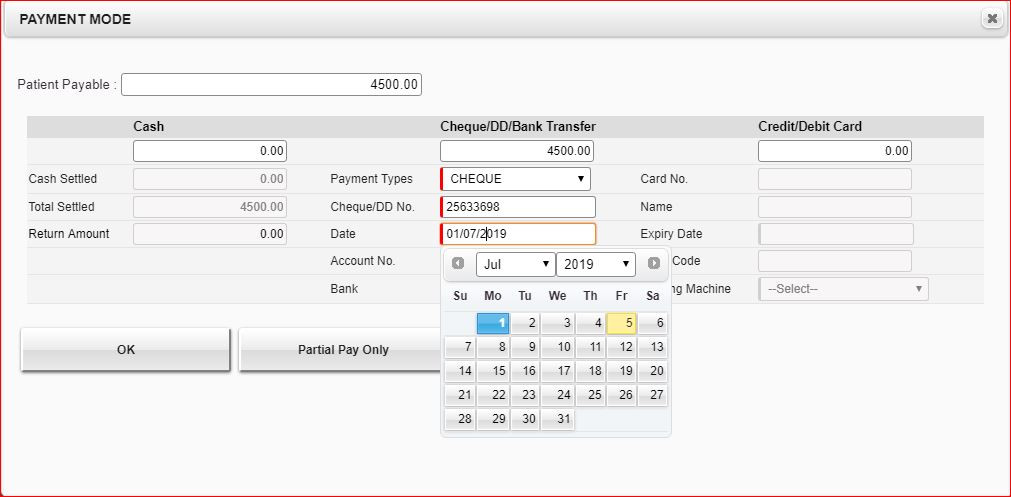 PAYMENT MODE
Patient Payable : 4500.00
Cash Cheque/DD/Bank Transfer Credit/Debit Card
0.00 4500.00 0.00
Cash Settled 0.00 Payment Types CHEQUE Card No.
Total Settled 4500.00 Cheque/DD No. 25633698 Name
Return Amount 0.00 Date 01/07/2019 Expiry Date
Account No. Code
Jul 2019
Bank ng Machine --Select--
Su Mo Tu We Th Fr Sa
1 2 3 4 5 6
7 8 9 10 11 12 13
14 15 16 17 18 19 20
21 22 23 24 25 26 27
28 29 30 31
OK Partial Pay Only